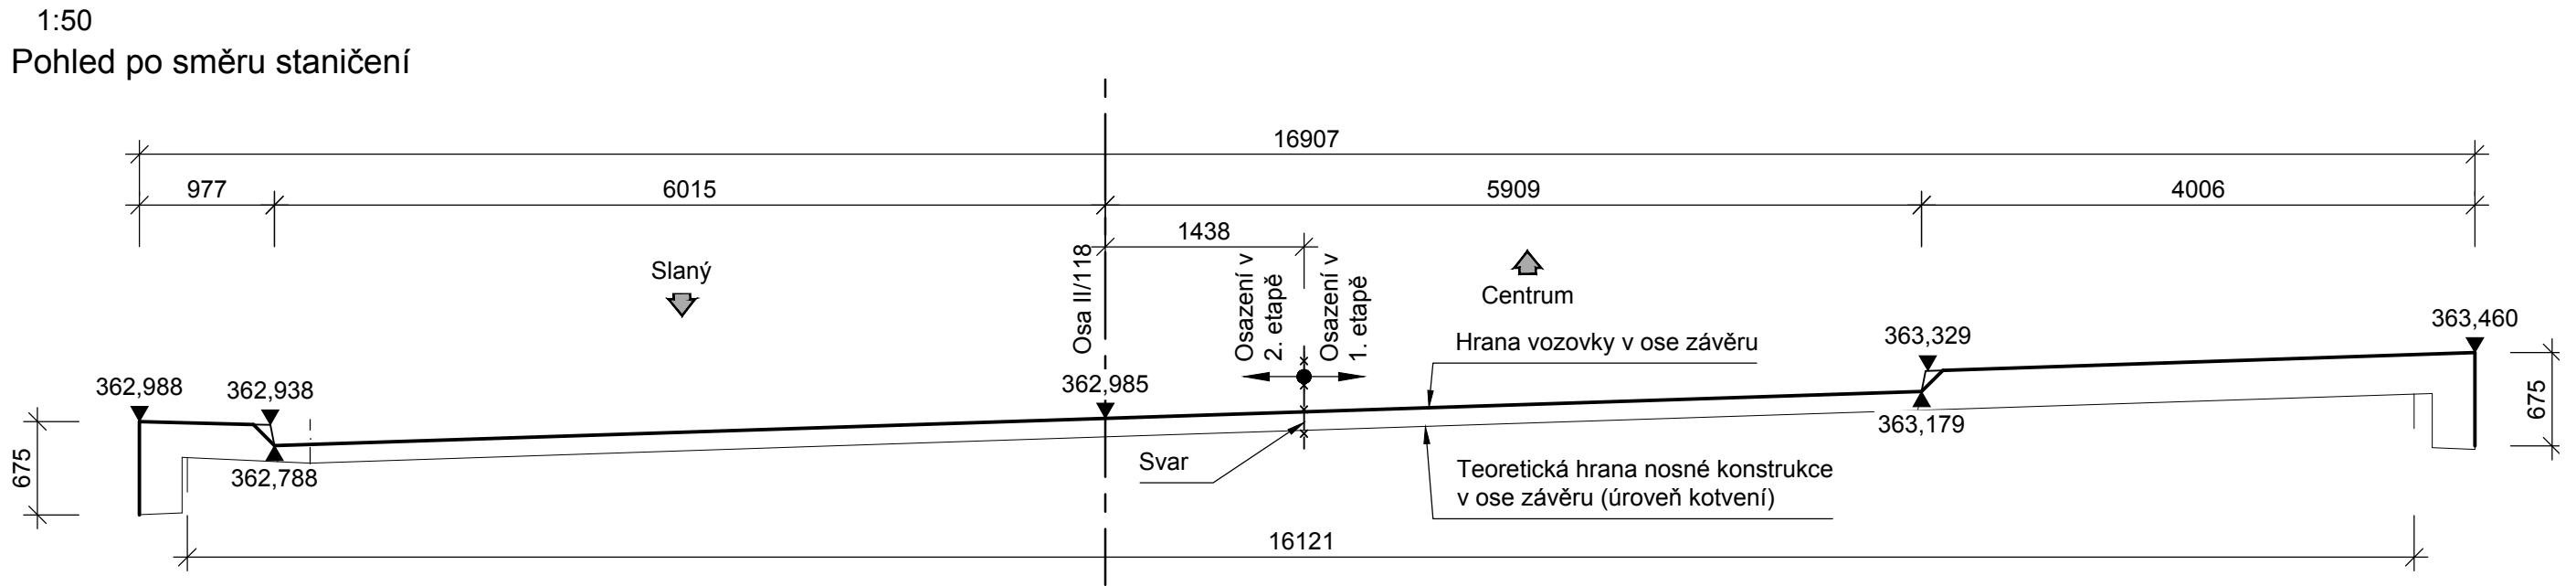 1:50
Pohled po směru staničení
16907
977
6015
5909
4006
1438
Slaný
Osa II/118
Osazení v
2. etapě
Osazení v
1. etapě
Centrum
Hrana vozovky v ose závěru
363,329
363,460
362,988
362,938
362,985
675
675
362,788
363,179
Svar
Teoretická hrana nosné konstrukce
v ose závěru (úroveň kotvení)
16121